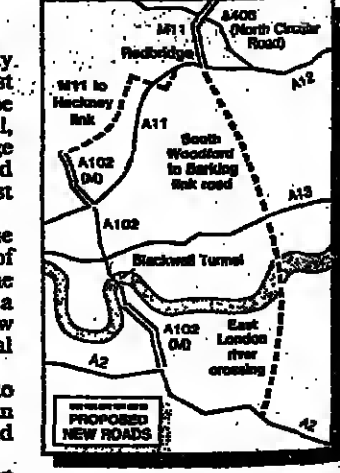 A406
(North Circular
Road)
M11
Redbridge
A12
M11 to
Hackney
link
A11
South
Woodford
to Barking
link road
A102
(M)
A13
A102
Blackwall Tunnel
A102
(M)
East
London
river
crossing
A2
A2
PROPOSED
NEW ROADS